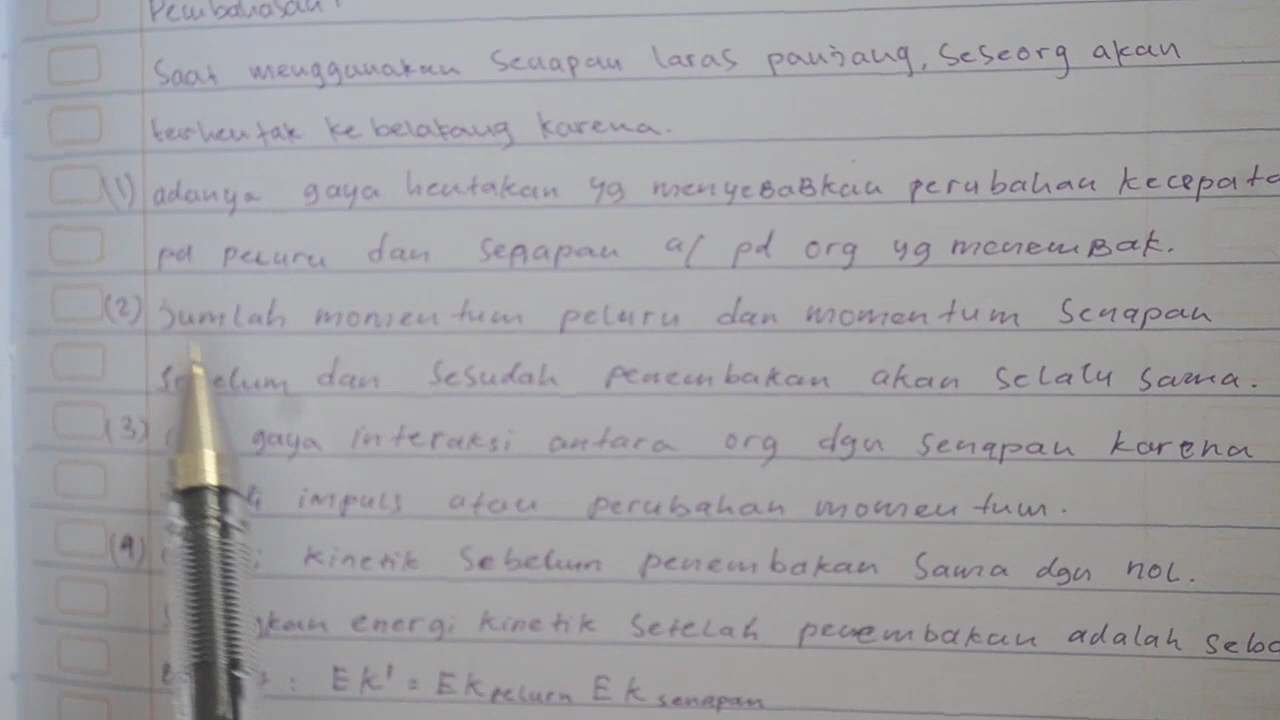 Pembahasan:
Saat menggunakan senapan laras panjang, seseorg akan
terhentak ke belakang karena.
(1) adanya gaya hentakan yg menyeBaBkan perubahan kecepata
pd peluru dan senapan a/ pd org yg menemBak.
(2) Jumlah momentum peluru dan momentum senapan
sebelum dan sesudah penembakan akan selalu sama.
(3) gaya interaksi antara org dgn senapan karena
impuls atau perubahan momentum.
(4) kinetik sebelum penembakan sama dgn nol.
energi kinetik setelah penembakan adalah seba
: Ek' = Ek peluru Ek senapan